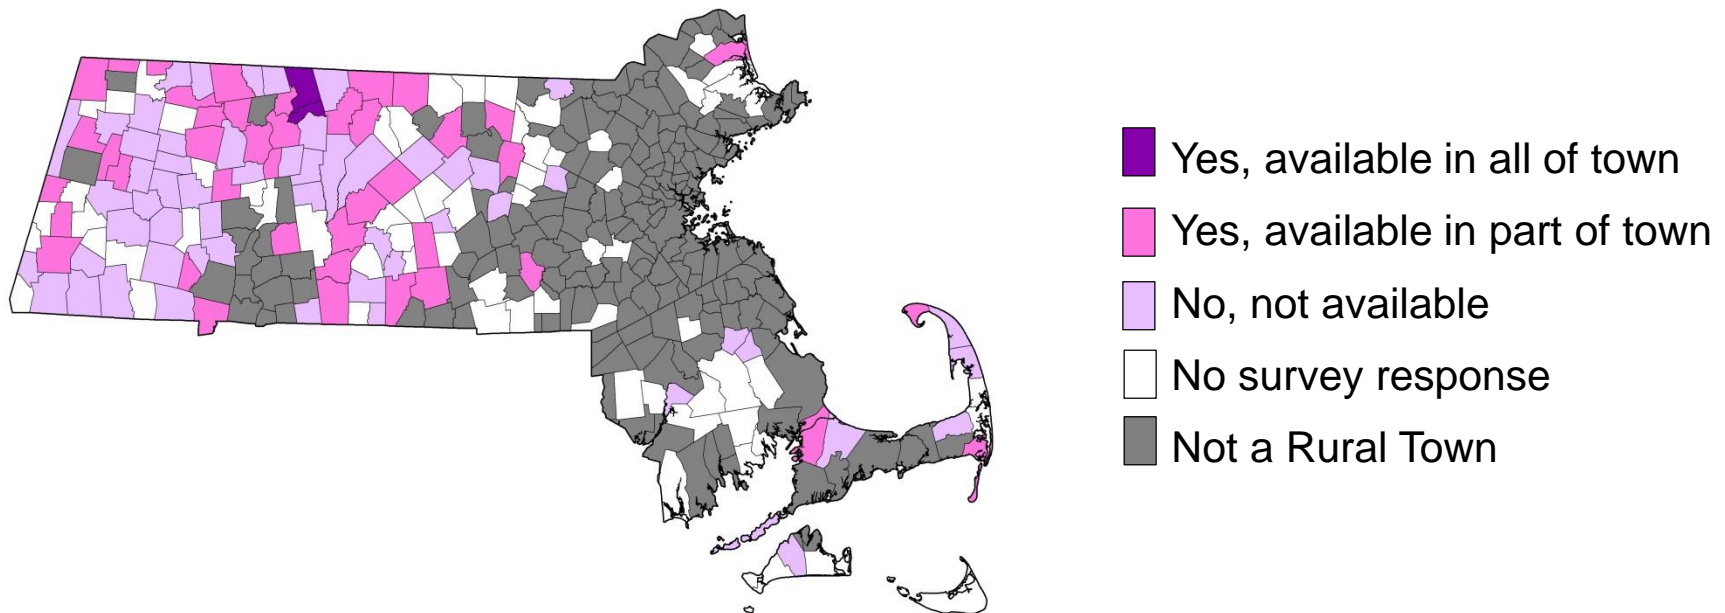 Yes, available in all of town
Yes, available in part of town
No, not available
No survey response
Not a Rural Town